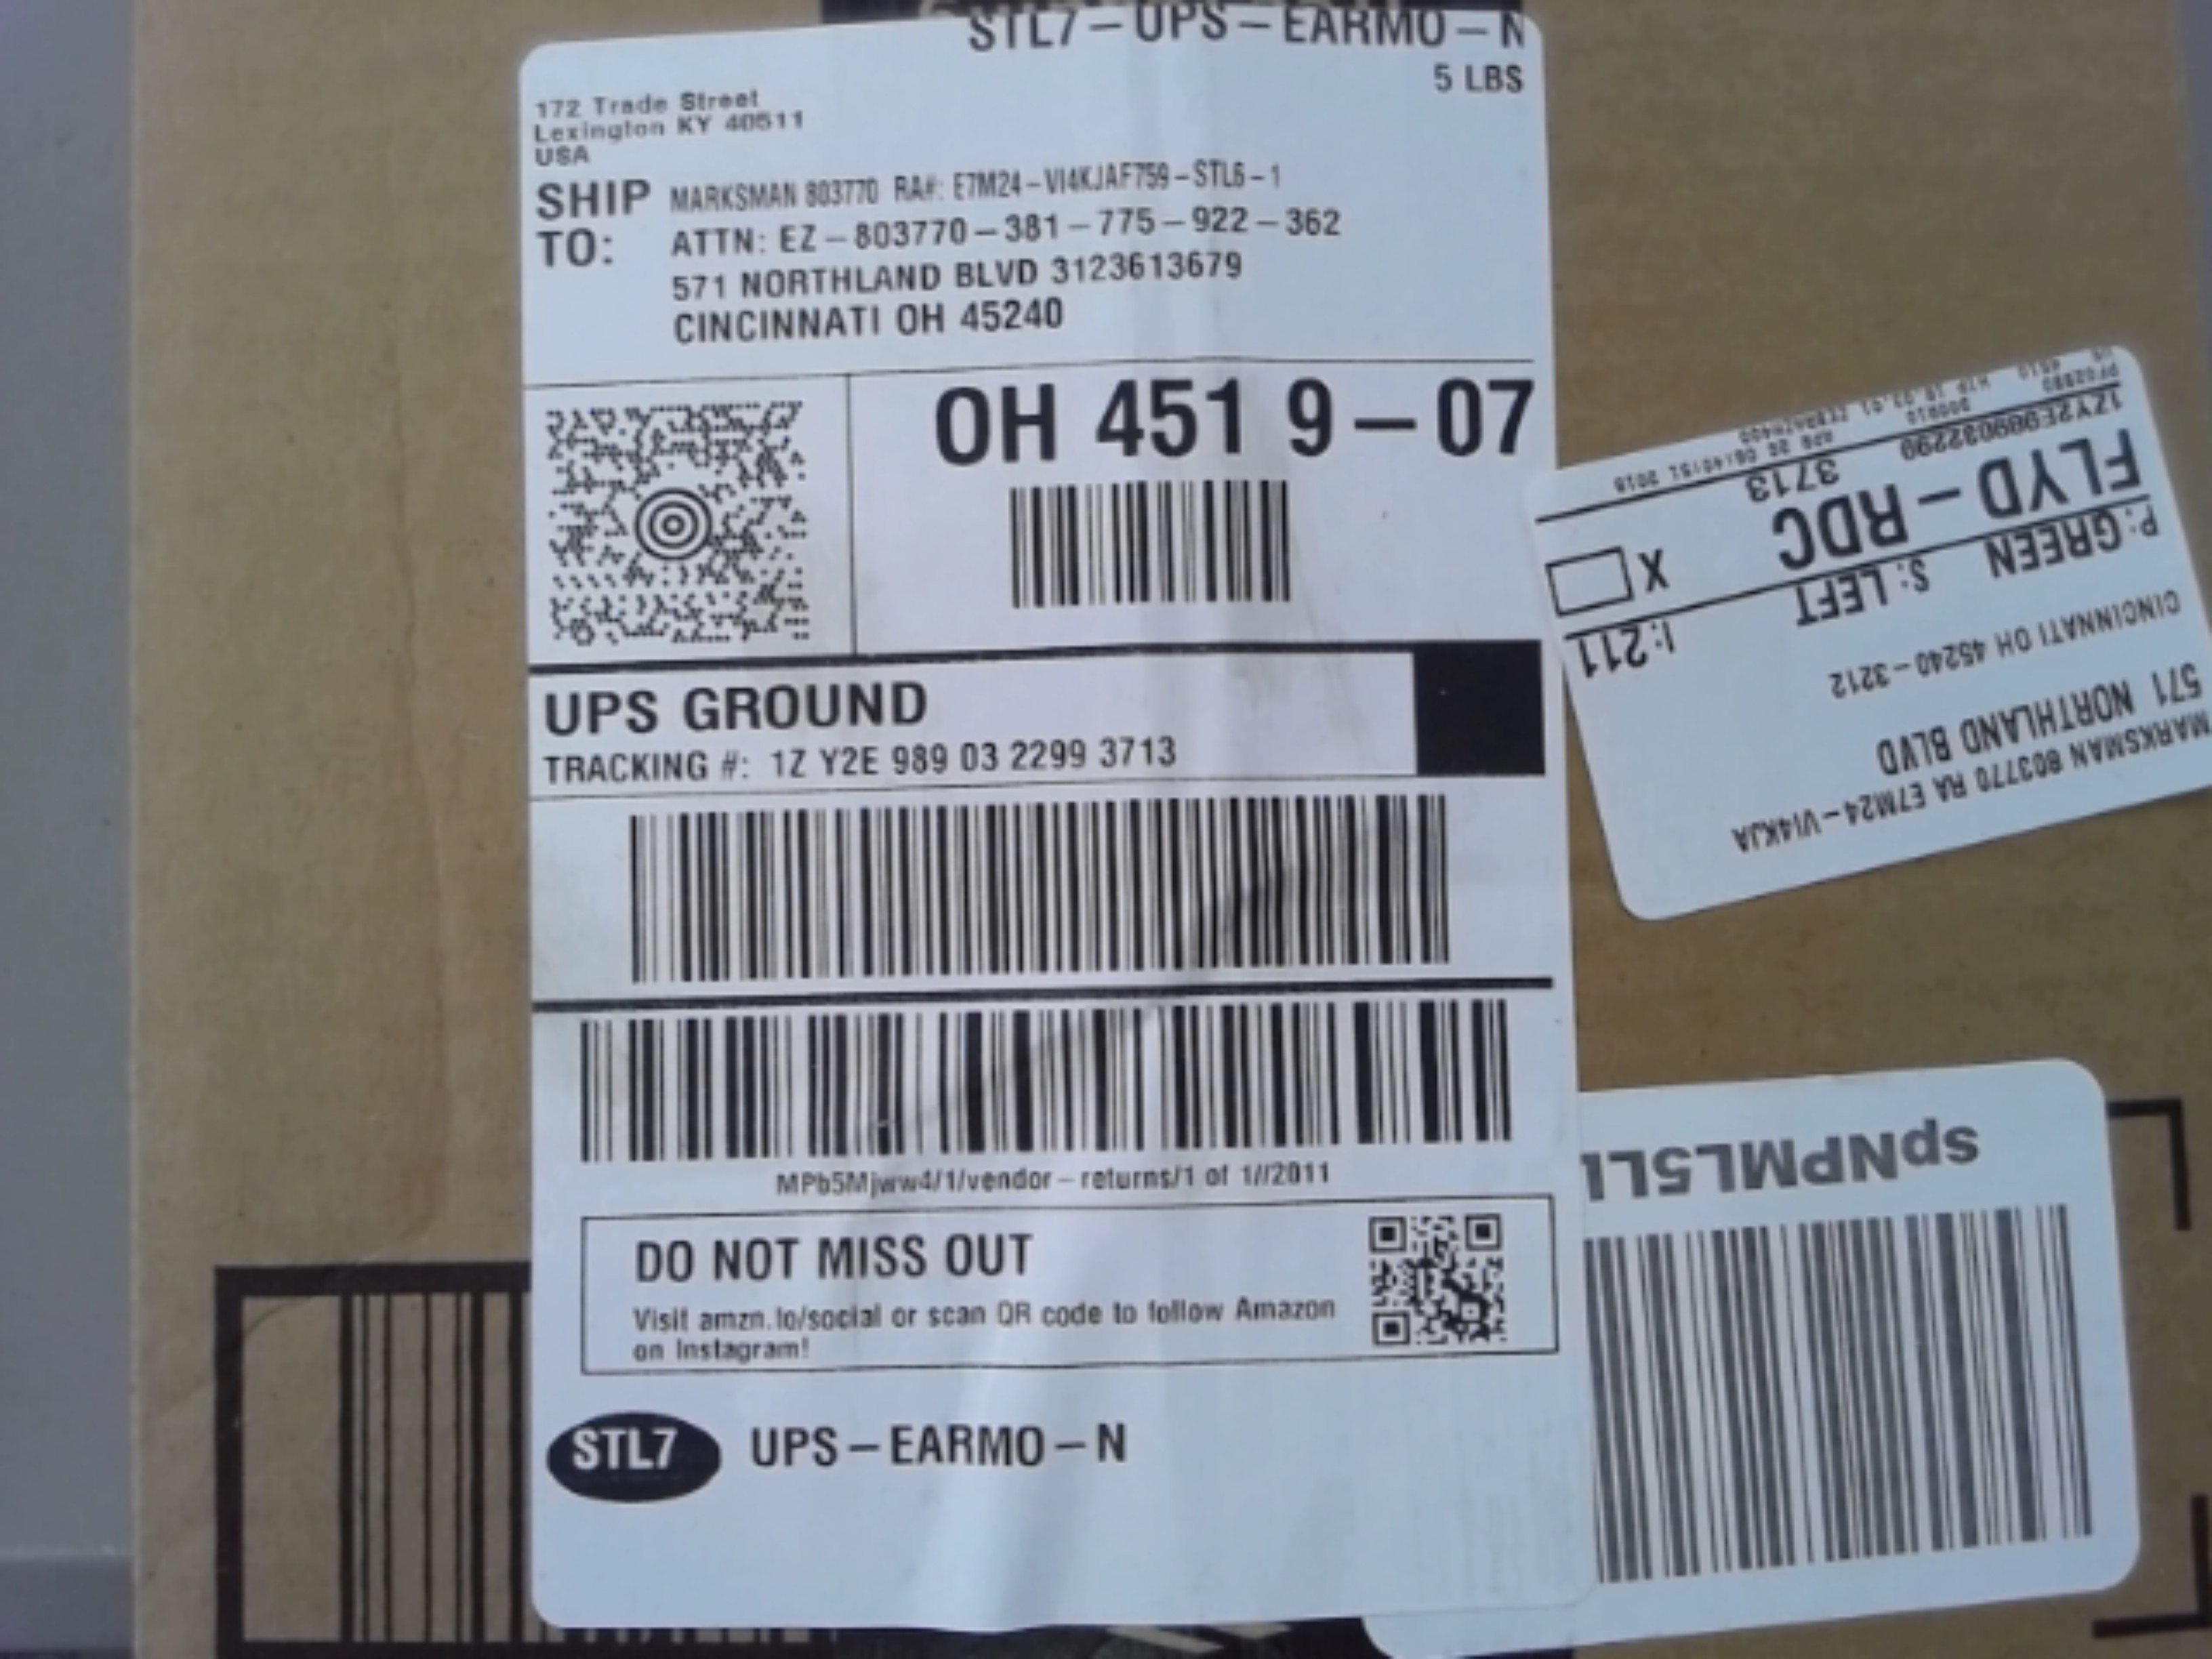 STL7-UPS-EARMO-N
5 LBS
172 Trade Street
Lexington KY 40511
USA
SHIP TO:
MARKSMAN 803770 RA#: E7M24-VI4KJAF759-STL6-1
ATTN: EZ-803770-381-775-922-362
571 NORTHLAND BLVD 3123613679
CINCINNATI OH 45240
OH 451 9-07
UPS GROUND
TRACKING #: 1Z Y2E 989 03 2299 3713
MPb5Mjww4/1/vendor-returns/1 of 1//2011
DO NOT MISS OUT
Visit amzn.to/social or scan QR code to follow Amazon
on Instagram!
STL7 UPS-EARMO-N
MARKSMAN 803770 RA E7M24-VI4KJA
571 NORTHLAND BLVD
CINCINNATI OH 45240-3212
P: GREEN S: LEFT I:211
FLYD-RDC X
1ZY2E989032299 3713
spNPML5L